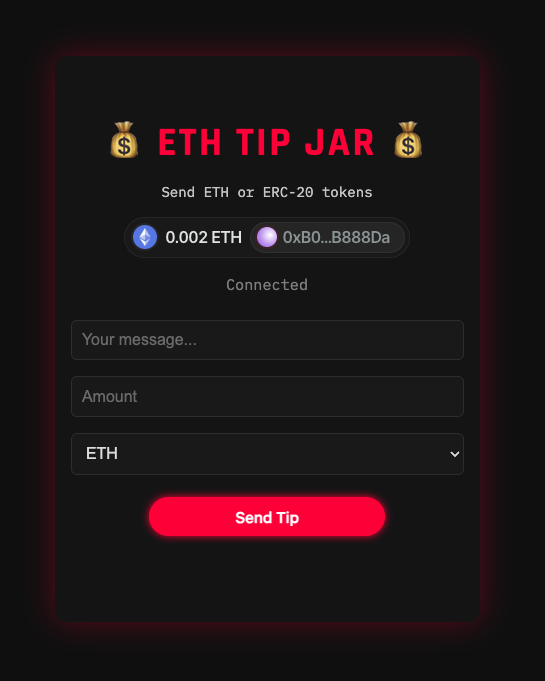 💰 ETH TIP JAR 💰
Send ETH or ERC-20 tokens
0.002 ETH 0xB0...B888Da
Connected
Your message...
Amount
ETH
Send Tip